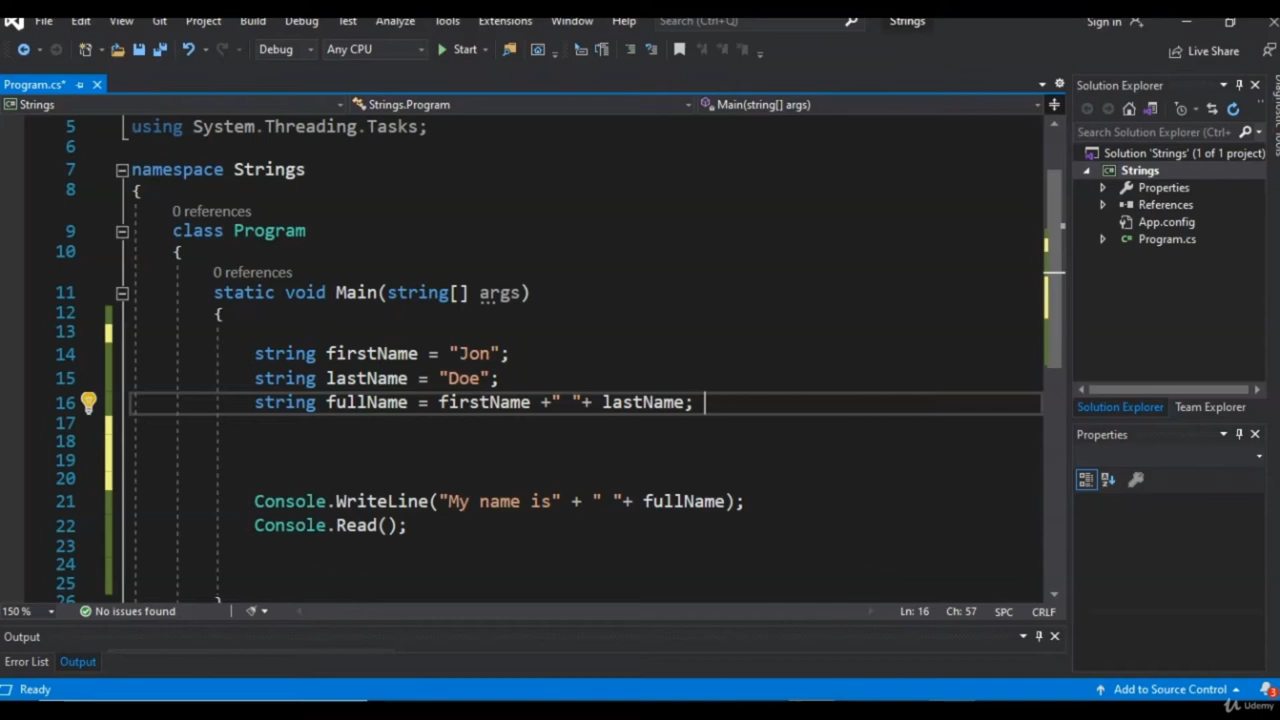 File Edit View Git Project Build Debug Test Analyze Tools Extensions Window Help Search (Ctrl+Q) Strings Sign in
Debug Any CPU Start Live Share
Program.cs*
Strings Strings.Program Main(string[] args)
5 using System.Threading.Tasks;
6
7 namespace Strings
8 {
0 references
9 class Program
10 {
0 references
11 static void Main(string[] args)
12 {
13
14 string firstName = "Jon";
15 string lastName = "Doe";
16 string fullName = firstName +" "+ lastName;
17
18
19
20
21 Console.WriteLine("My name is" + " "+ fullName);
22 Console.Read();
23
24
25
26 }
150 % No issues found Ln: 16 Ch: 57 SPC CRLF
Output
Error List Output
Ready Add to Source Control 3
Solution Explorer
Search Solution Explorer (Ctrl+
Solution 'Strings' (1 of 1 project)
Strings
Properties
References
App.config
Program.cs
Solution Explorer Team Explorer
Properties
Diagnostic Tools
Udemy